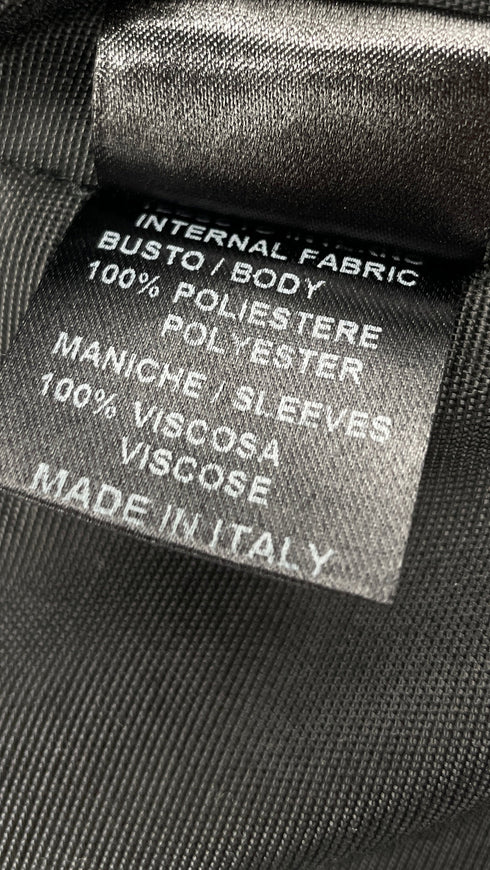 INTERNAL FABRIC
BUSTO / BODY
100% POLIESTERE
POLYESTER
MANICHE / SLEEVES
100% VISCOSA
VISCOSE
MADE IN ITALY